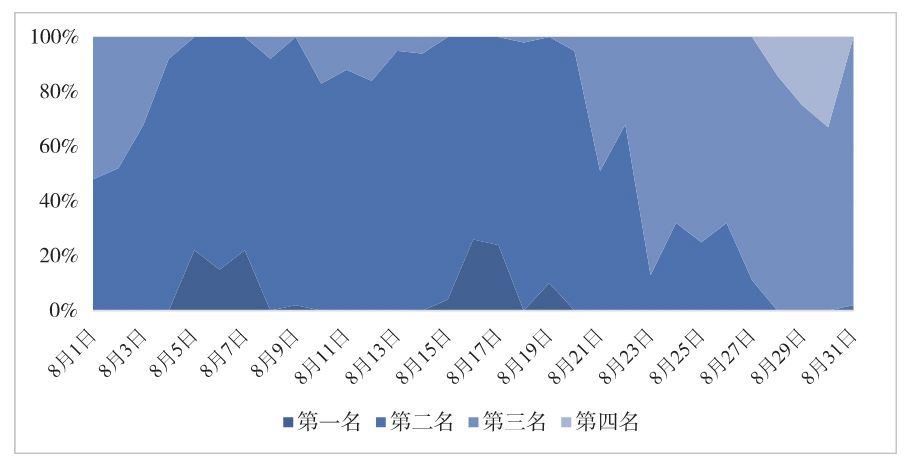 100%
80%
60%
40%
20%
0%
8月1日
8月3日
8月5日
8月7日
8月9日
8月11日
8月13日
8月15日
8月17日
8月19日
8月21日
8月23日
8月25日
8月27日
8月29日
8月31日
第一名 第二名 第三名 第四名